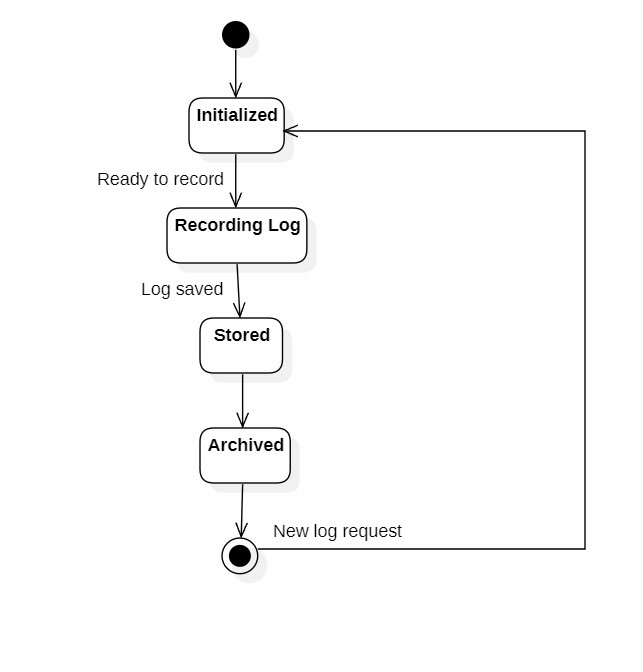 Initialized
Ready to record
Recording Log
Log saved
Stored
Archived
New log request